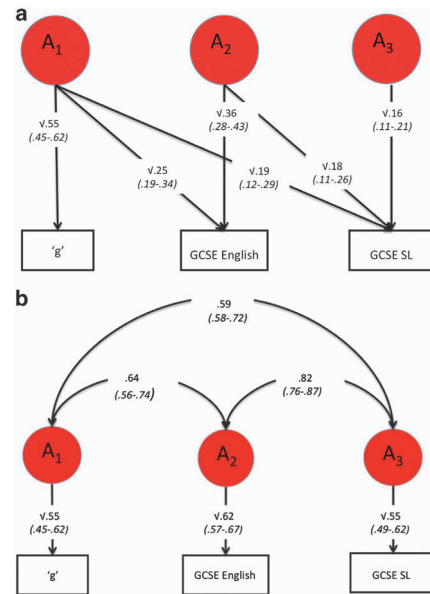 a
A1 A2 A3
√.55 √.36 √.16
(.45-.62) (.28-.43) (.11-.21)
√.25 √.19 √.18
(.19-.34) (.12-.29) (.11-.26)
'g' GCSE English GCSE SL
b
.59
(.58-.72)
.64 .82
(.56-.74) (.76-.87)
A1 A2 A3
√.55 √.62 √.55
(.45-.62) (.57-.67) (.49-.62)
'g' GCSE English GCSE SL